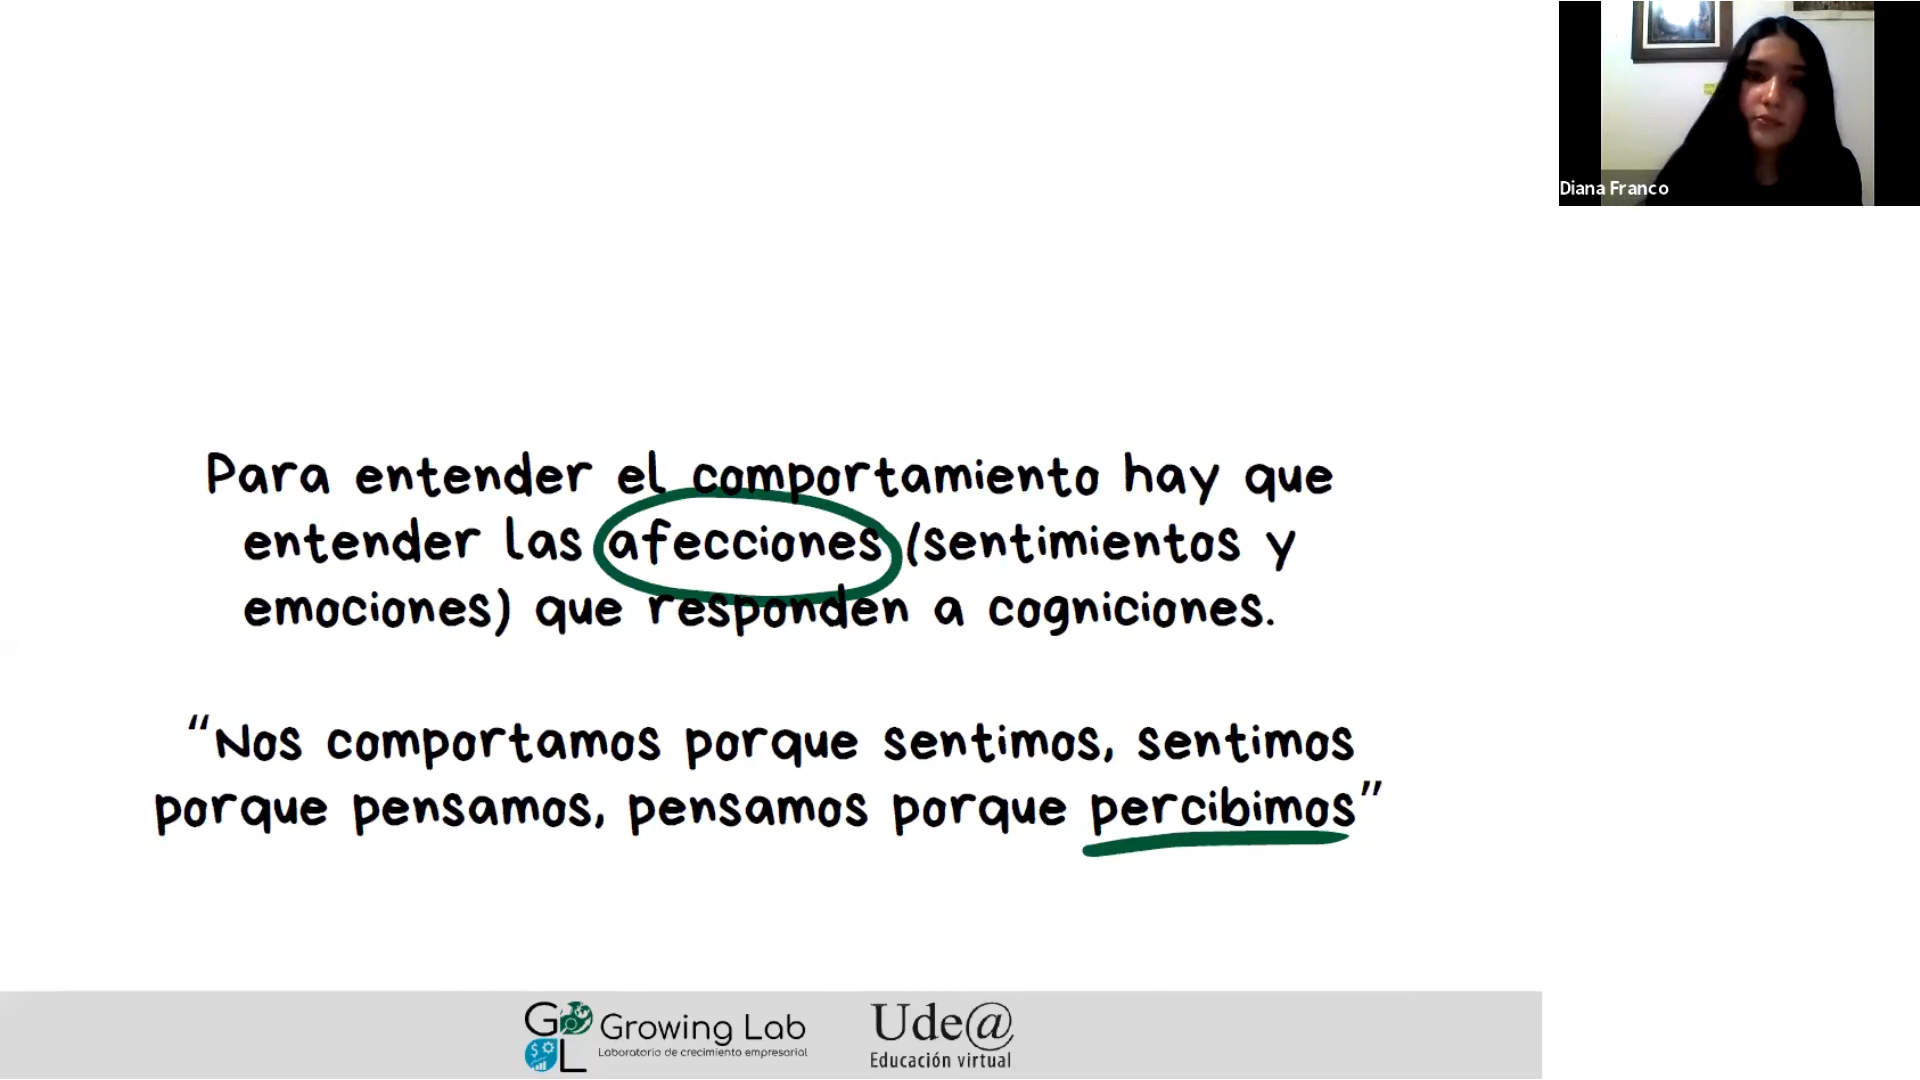 Diana Franco
Para entender el comportamiento hay que
entender las afecciones (sentimientos y
emociones) que responden a cogniciones.
“Nos comportamos porque sentimos, sentimos
porque pensamos, pensamos porque percibimos”
GL Growing Lab
Laboratorio de crecimiento empresarial
Ude@
Educación virtual